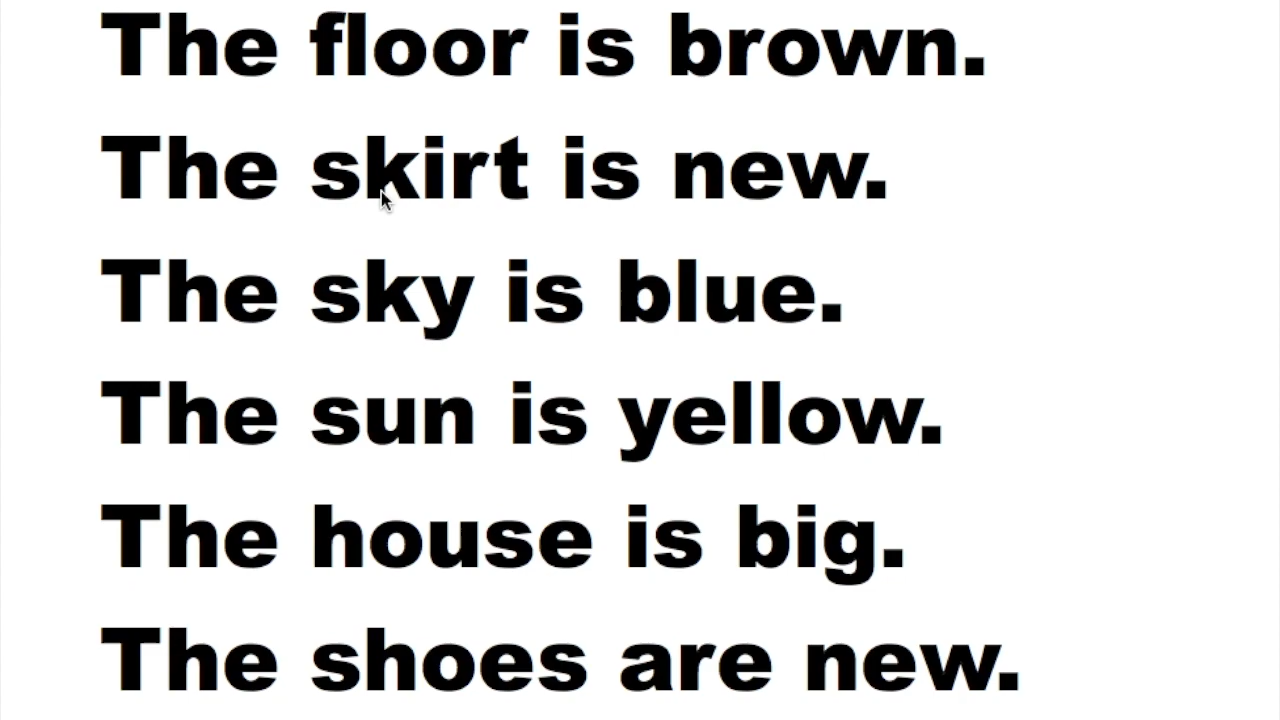 The floor is brown.
The skirt is new.
The sky is blue.
The sun is yellow.
The house is big.
The shoes are new.